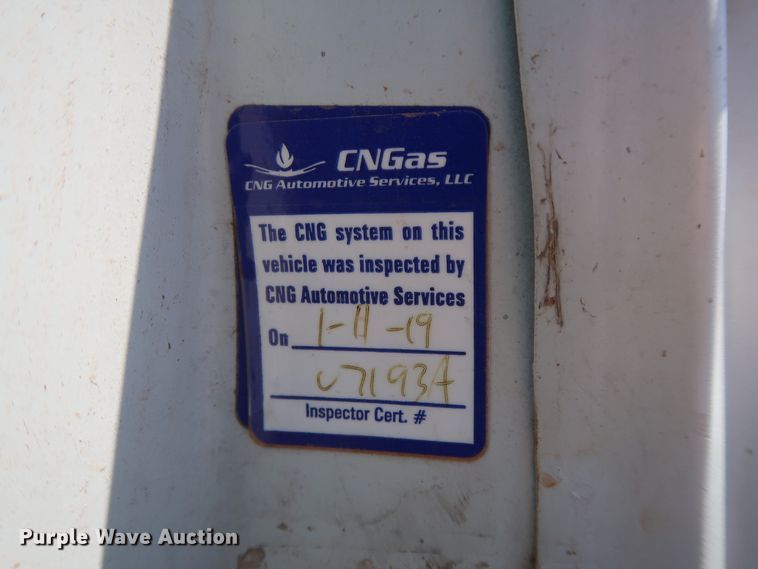 CNGas
CNG Automotive Services, LLC
The CNG system on this
vehicle was inspected by
CNG Automotive Services
On 1-11-19
Inspector Cert. #
Purple Wave Auction